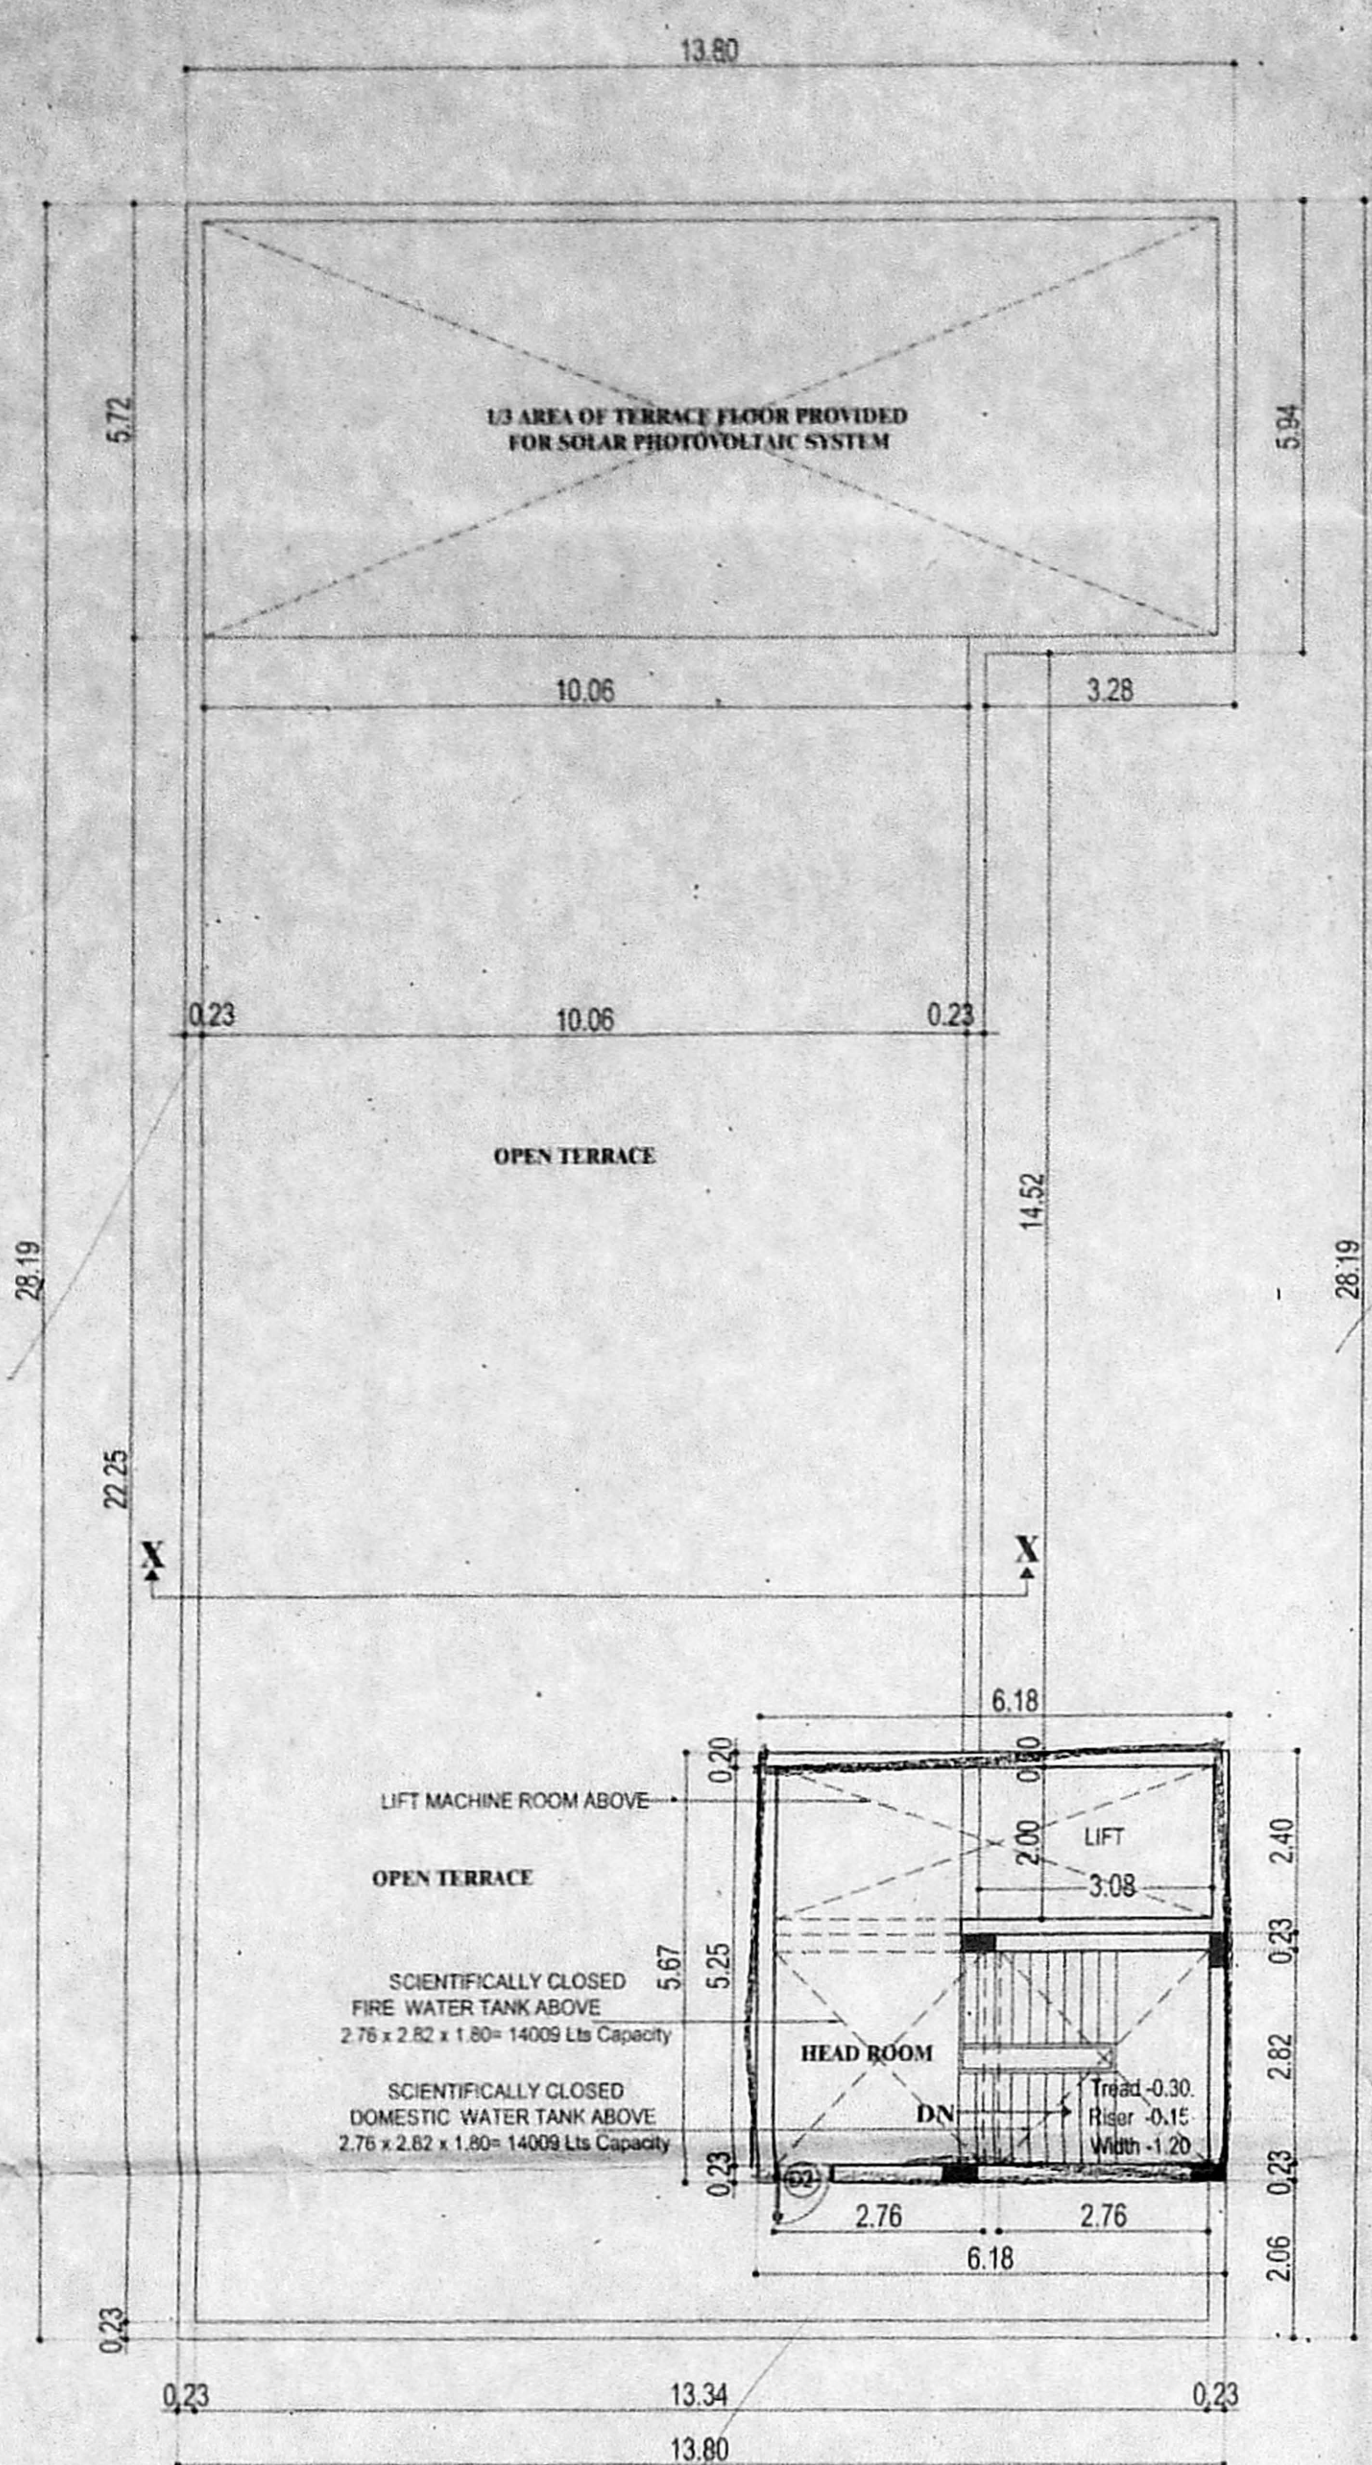 13.80
5.72
5.94
1/3 AREA OF TERRACE FLOOR PROVIDED
FOR SOLAR PHOTOVOLTAIC SYSTEM
10.06
3.28
0.23
10.06
0.23
OPEN TERRACE
14.52
28.19
28.19
22.25
X
X
6.18
0.20
LIFT MACHINE ROOM ABOVE
2.00
LIFT
2.40
OPEN TERRACE
3.08
0.23
5.67
5.25
SCIENTIFICALLY CLOSED
FIRE WATER TANK ABOVE
2.76 x 2.82 x 1.80= 14009 Lts Capacity
HEAD ROOM
2.82
SCIENTIFICALLY CLOSED
DOMESTIC WATER TANK ABOVE
2.76 x 2.82 x 1.80= 14009 Lts Capacity
DN
Tread -0.30.
Riser -0.15
Width -1.20
0.23
D2
0.23
2.76
2.76
6.18
2.06
0.23
0.23
13.34
0.23
13.80